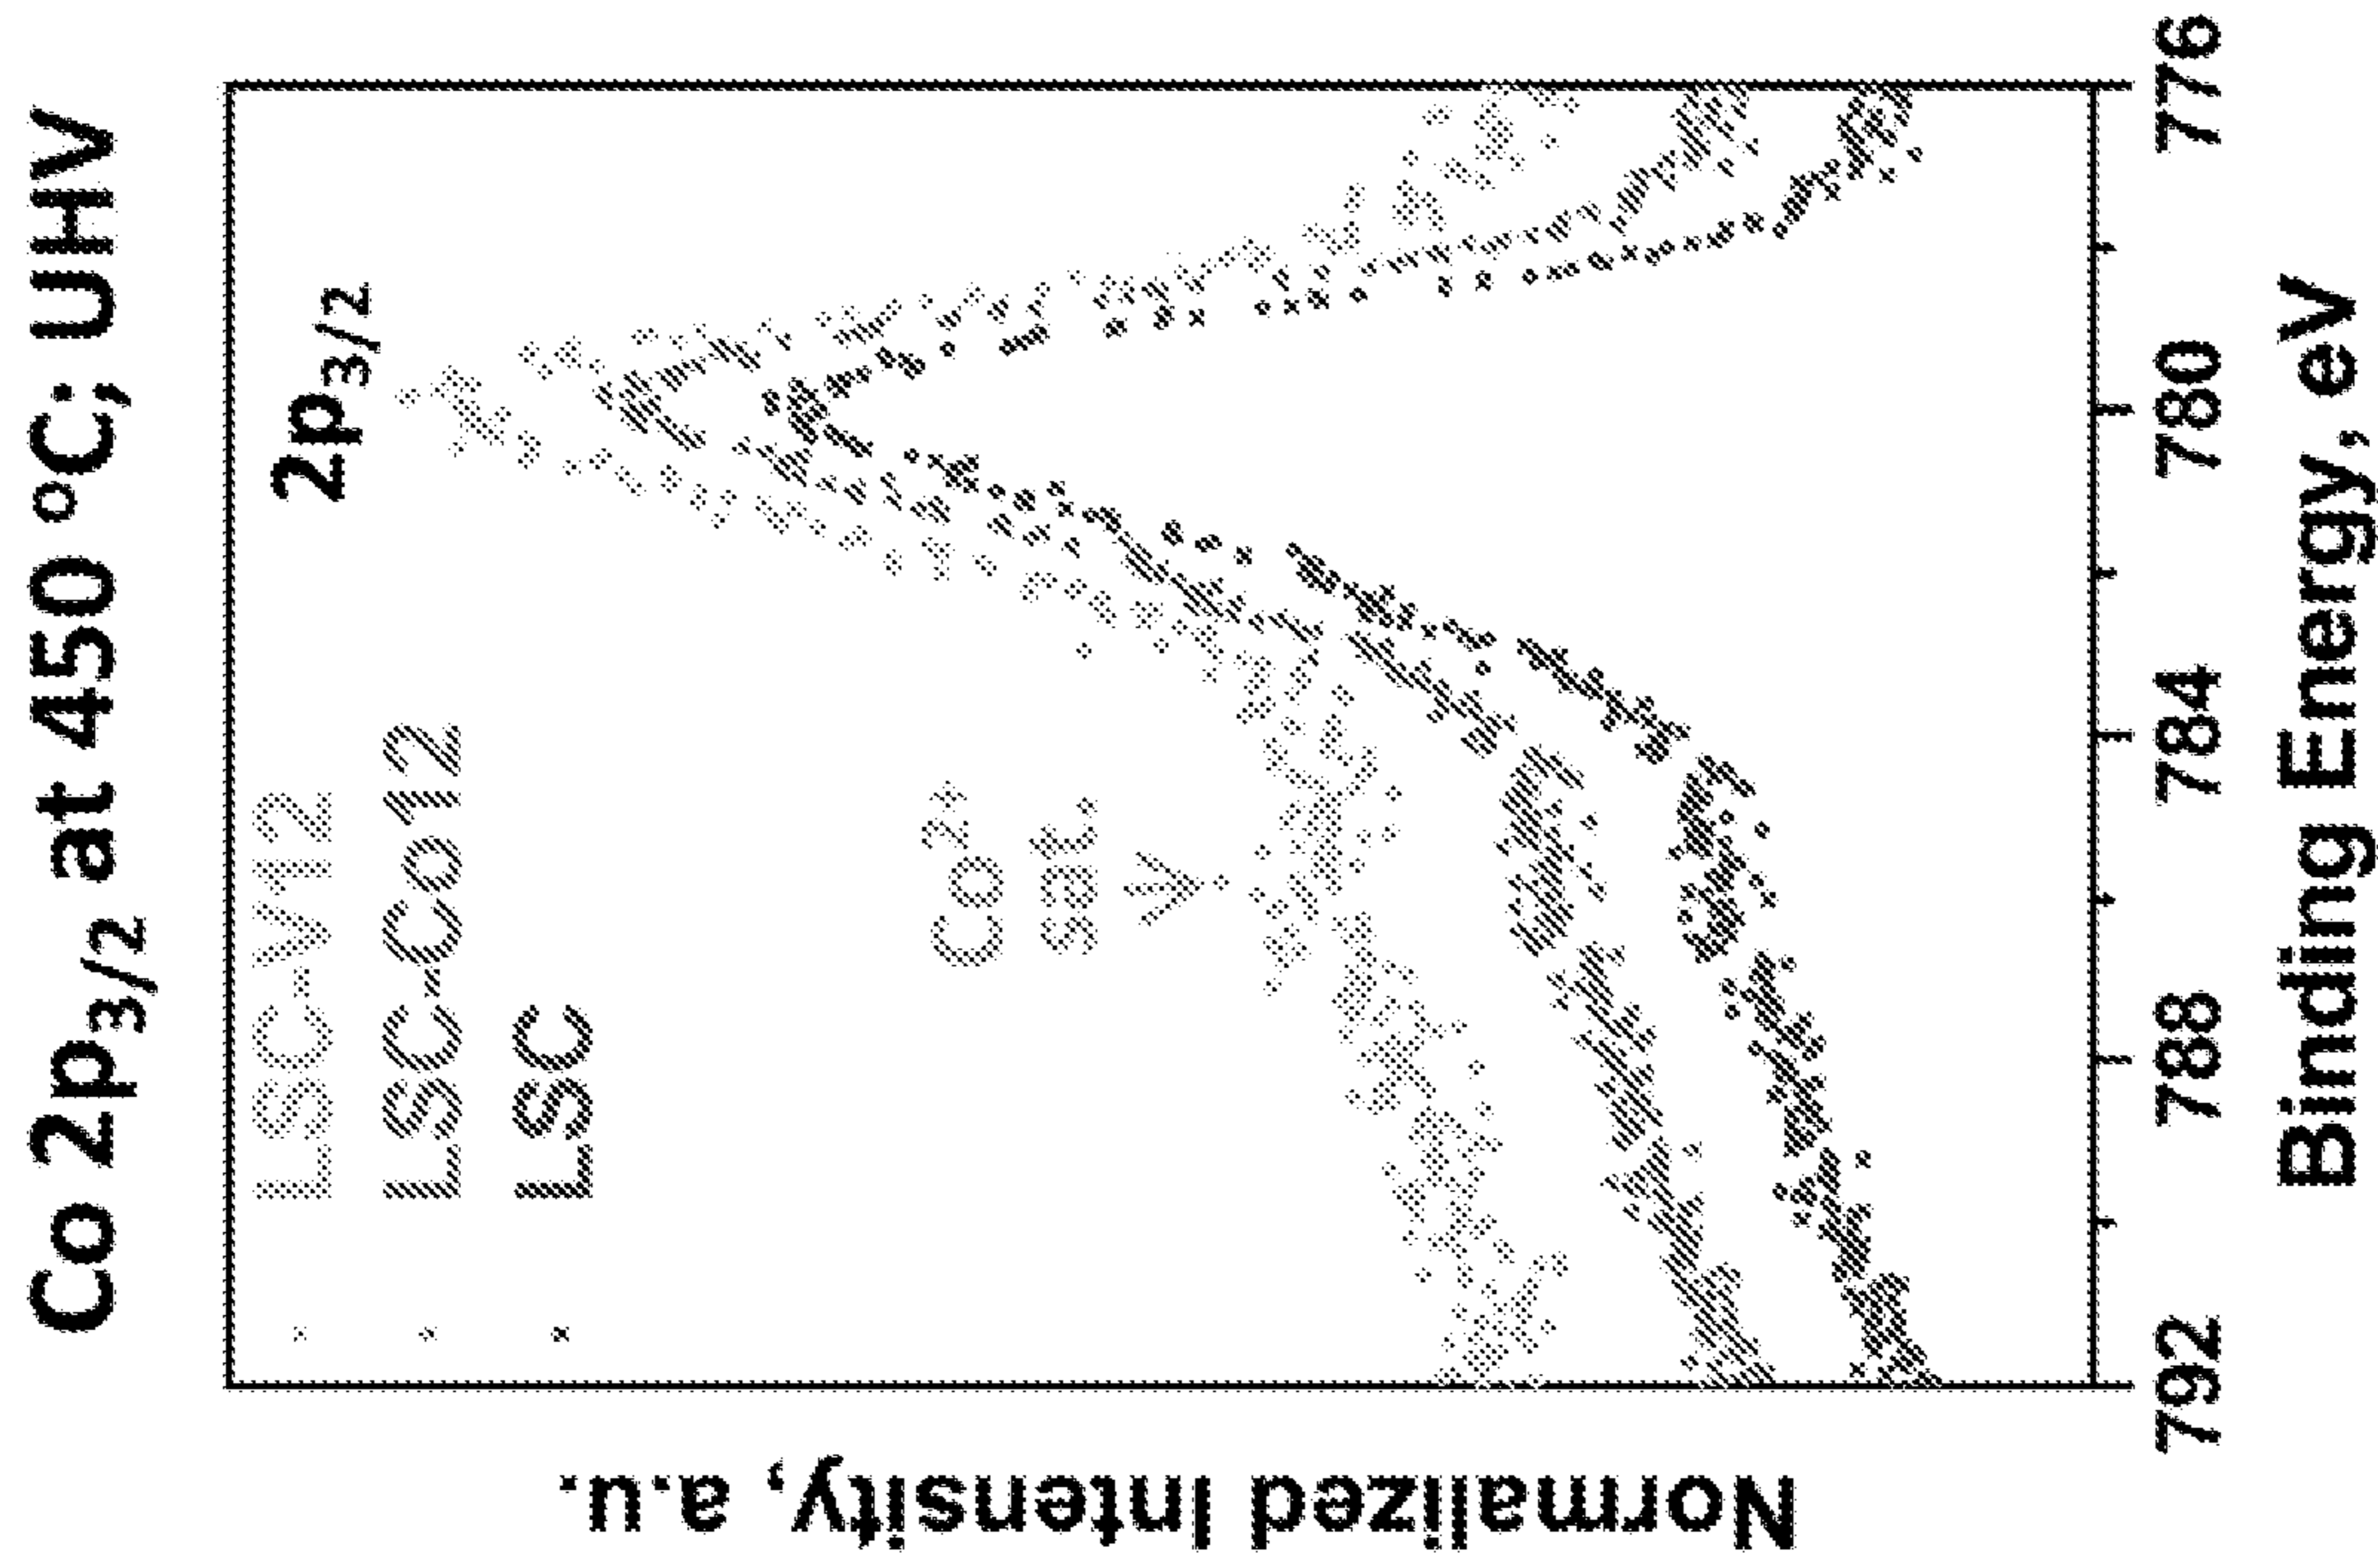 Co 2p3/2 at 450 °C; UHV
LSC-V12
LSC-Co12
LSC
2p3/2
Co2+
sat.
Normalized Intensity, a.u.
792 788 784 780 776
Binding Energy, eV